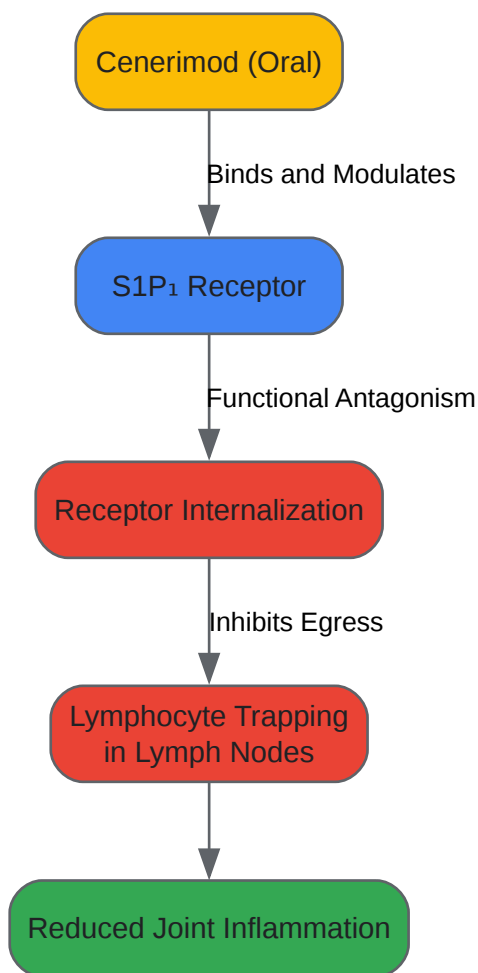 Cenerimod (Oral)
Binds and Modulates
S1P₁ Receptor
Functional Antagonism
Receptor Internalization
Inhibits Egress
Lymphocyte Trapping
in Lymph Nodes
Reduced Joint Inflammation